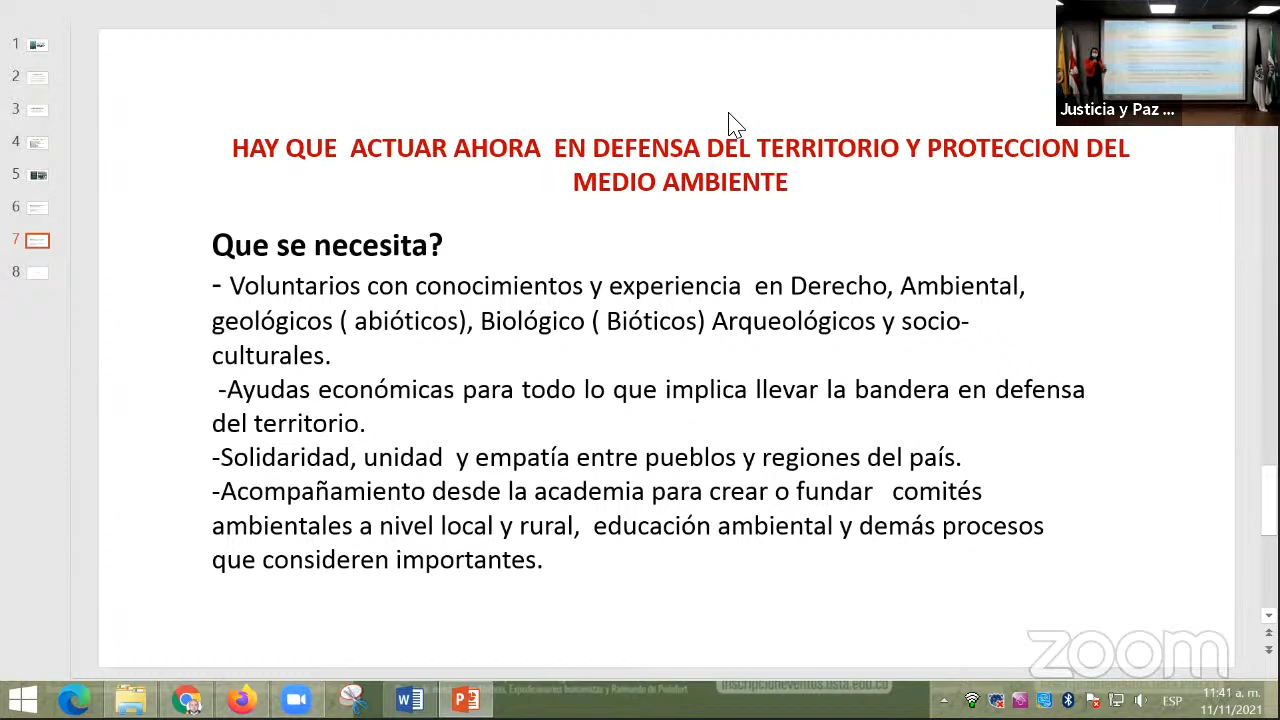 1
2
3
4
5
6
7
8
Justicia y Paz ...
HAY QUE ACTUAR AHORA EN DEFENSA DEL TERRITORIO Y PROTECCION DEL
MEDIO AMBIENTE
Que se necesita?
- Voluntarios con conocimientos y experiencia en Derecho, Ambiental,
geológicos ( abióticos), Biológico ( Bióticos) Arqueológicos y socio-
culturales.
-Ayudas económicas para todo lo que implica llevar la bandera en defensa
del territorio.
-Solidaridad, unidad y empatía entre pueblos y regiones del país.
-Acompañamiento desde la academia para crear o fundar comités
ambientales a nivel local y rural, educación ambiental y demás procesos
que consideren importantes.
zoom
inscripcioneventos.usta.edu.co
ESP
11:41 a. m.
11/11/2021